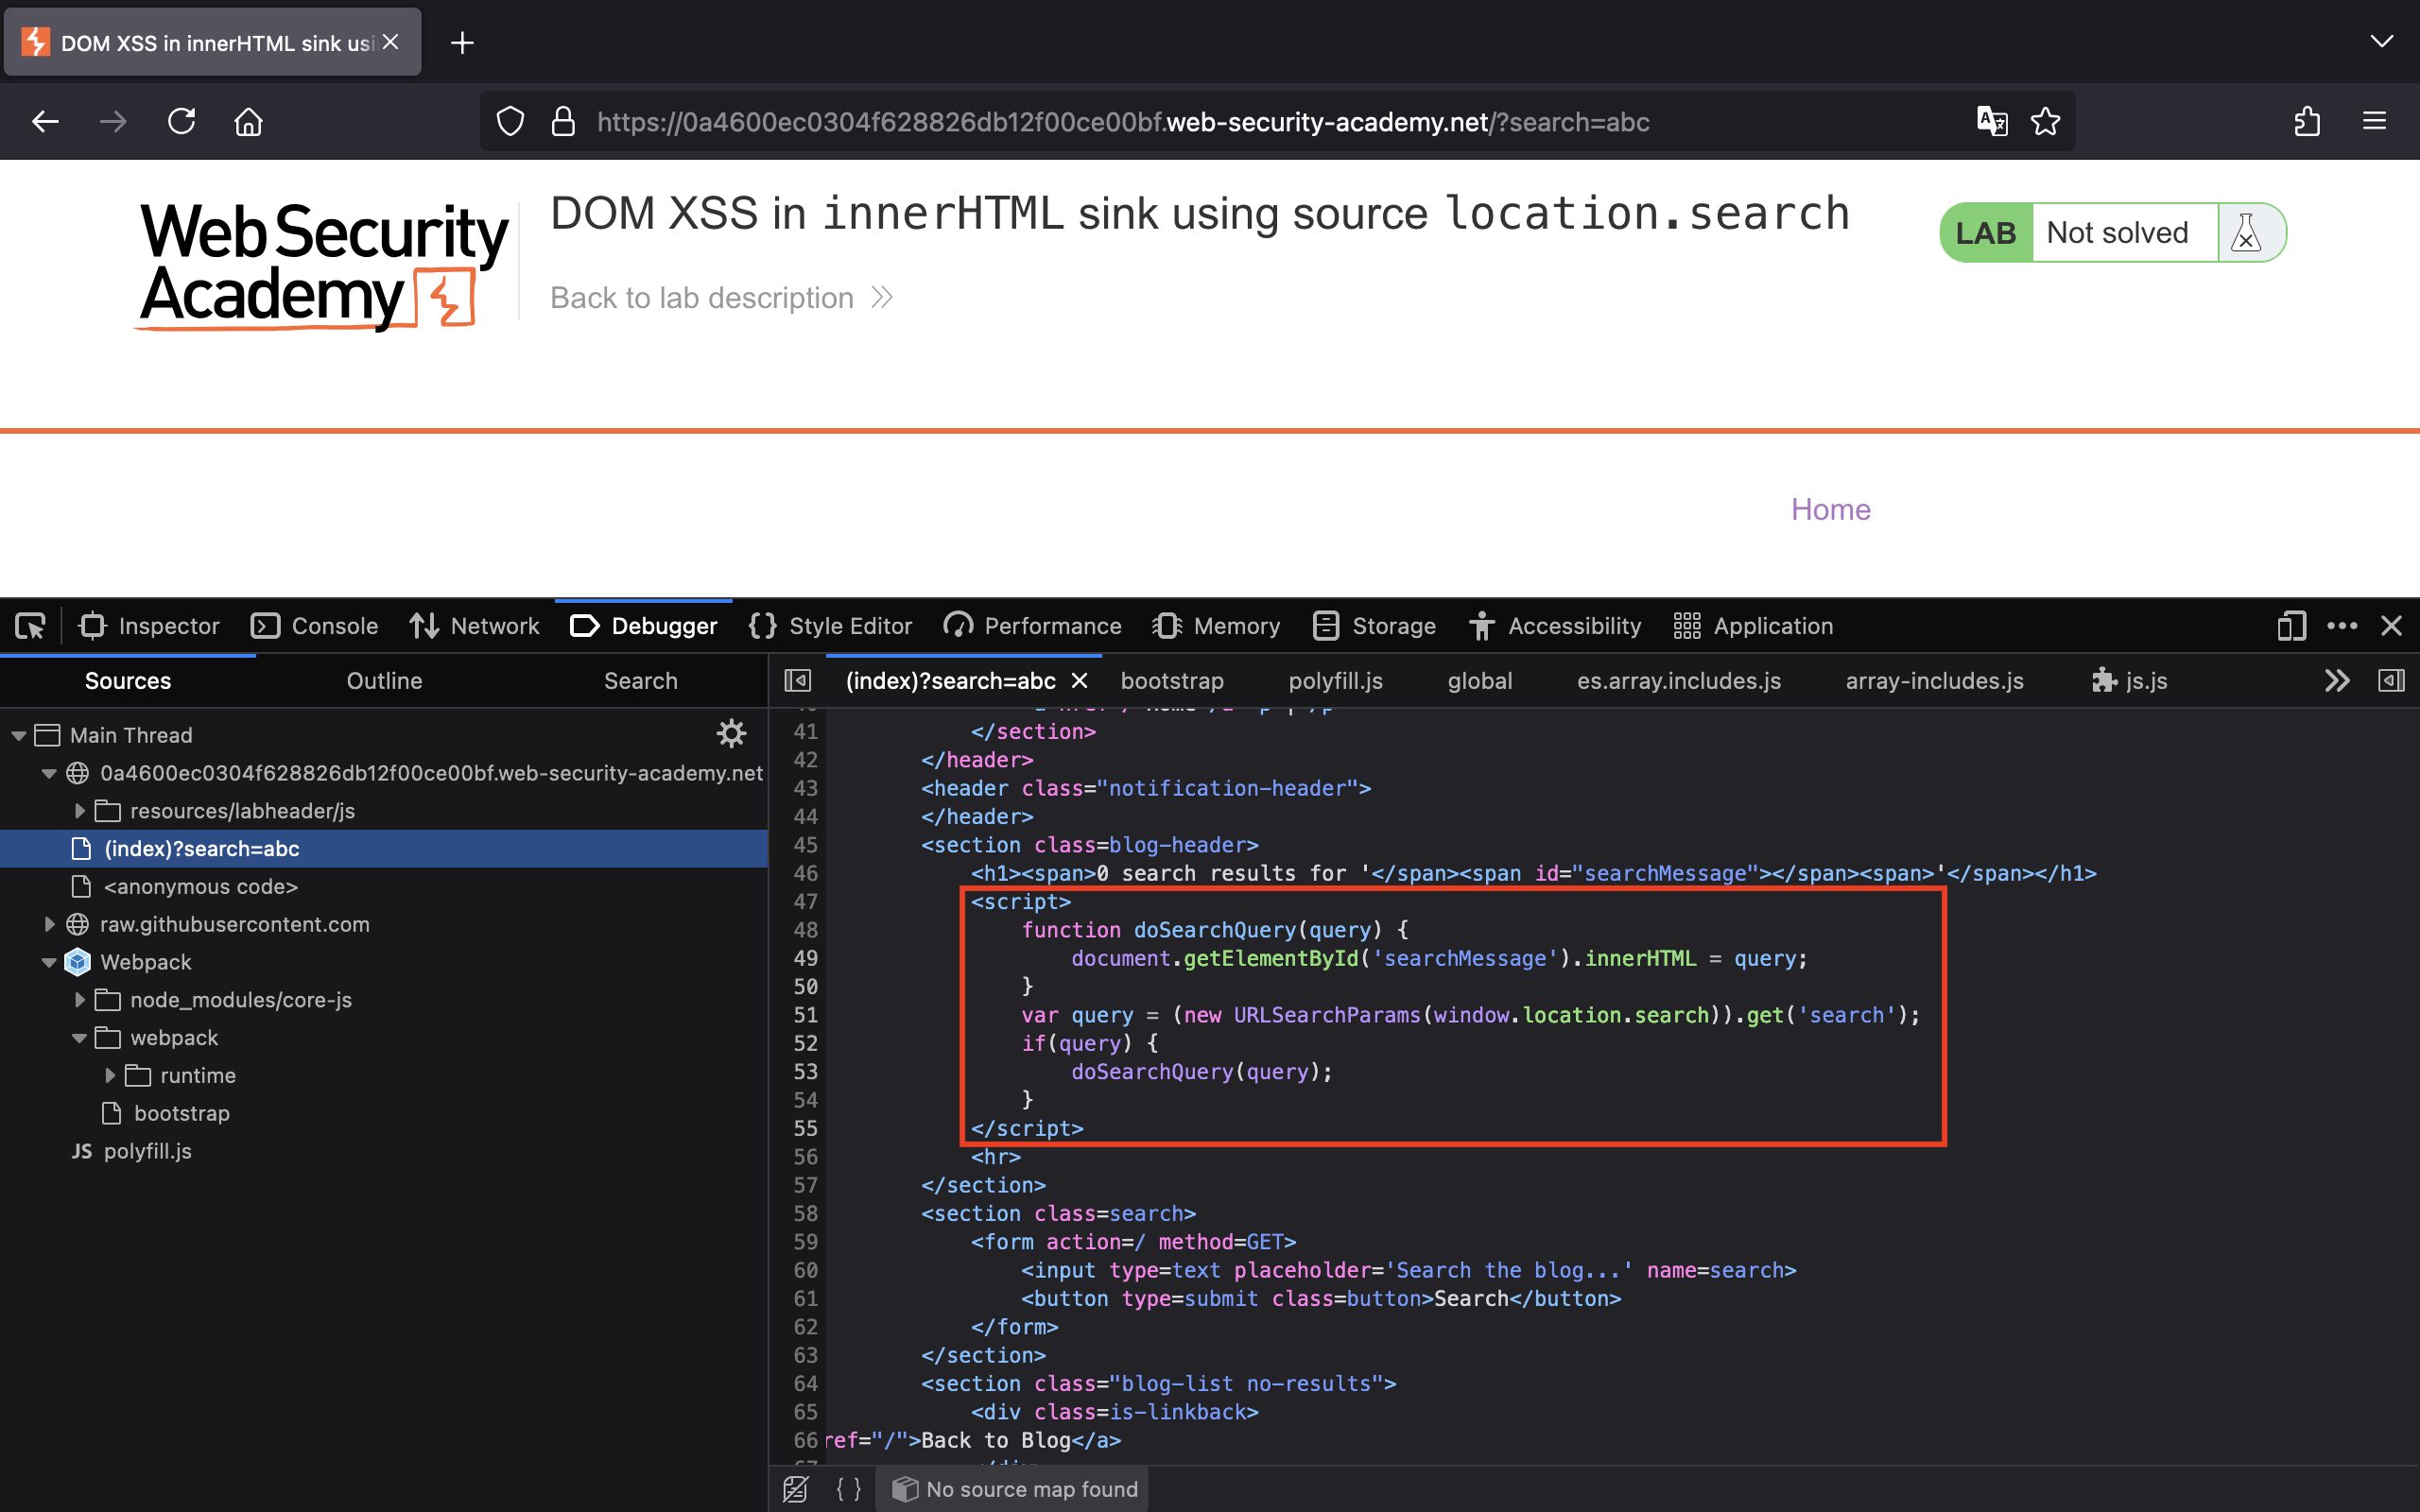 DOM XSS in innerHTML sink usi
https://0a4600ec0304f628826db12f00ce00bf.web-security-academy.net/?search=abc
Web Security
Academy
DOM XSS in innerHTML sink using source location.search
Back to lab description
LAB Not solved
Home
Inspector Console Network Debugger Style Editor Performance Memory Storage Accessibility Application
Sources Outline Search
(index)?search=abc bootstrap polyfill.js global es.array.includes.js array-includes.js js.js
Main Thread
0a4600ec0304f628826db12f00ce00bf.web-security-academy.net
resources/labheader/js
(index)?search=abc
<anonymous code>
raw.githubusercontent.com
Webpack
node_modules/core-js
webpack
runtime
bootstrap
JS polyfill.js
41 </section>
42 </header>
43 <header class="notification-header">
44 </header>
45 <section class=blog-header>
46 <h1><span>0 search results for '</span><span id="searchMessage"></span><span>'</span></h1>
47 <script>
48 function doSearchQuery(query) {
49 document.getElementById('searchMessage').innerHTML = query;
50 }
51 var query = (new URLSearchParams(window.location.search)).get('search');
52 if(query) {
53 doSearchQuery(query);
54 }
55 </script>
56 <hr>
57 </section>
58 <section class=search>
59 <form action=/ method=GET>
60 <input type=text placeholder='Search the blog...' name=search>
61 <button type=submit class=button>Search</button>
62 </form>
63 </section>
64 <section class="blog-list no-results">
65 <div class=is-linkback>
66 ref="/">Back to Blog</a>
{ } No source map found